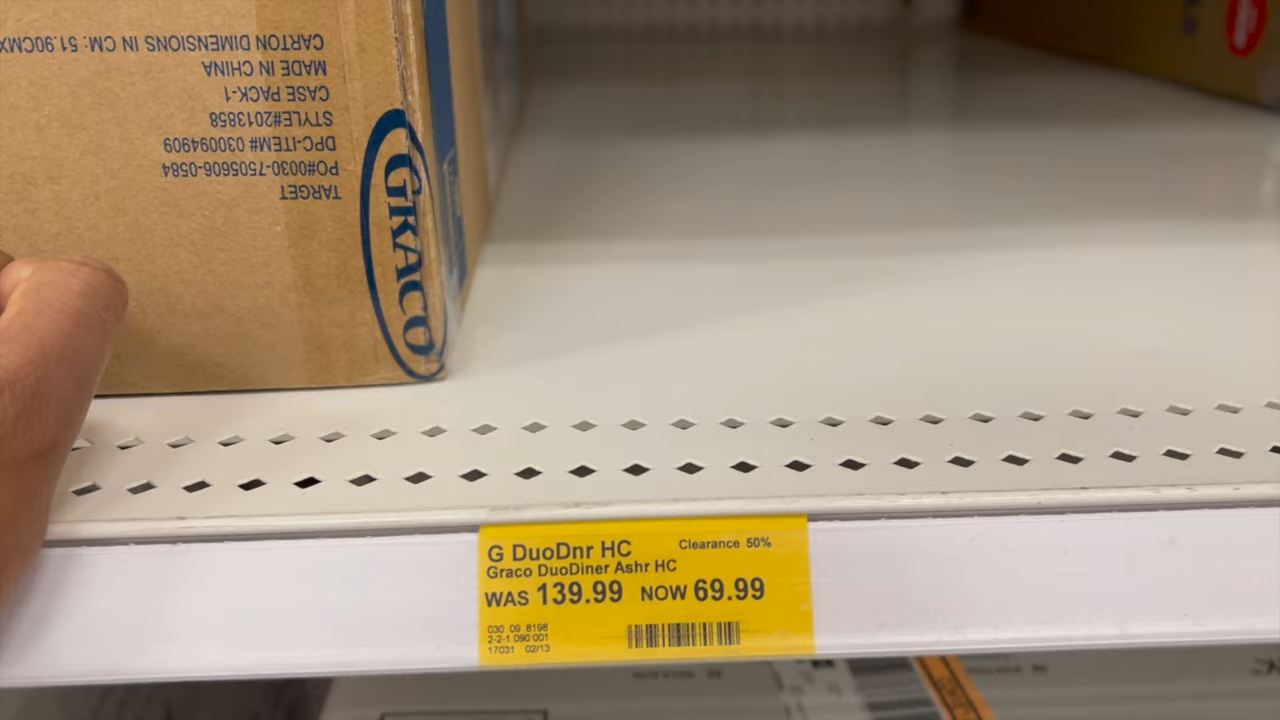 CARTON DIMENSIONS IN CM: 51.90CMX
MADE IN CHINA
CASE PACK-1
STYLE#2013858
DPC-ITEM# 030094909
PO#0030-7505606-0584
TARGET
GRACO
G DuoDnr HC
Clearance 50%
Graco DuoDiner Ashr HC
WAS 139.99 NOW 69.99
030 09 8198
2-2-1.090 001
17031 02/13